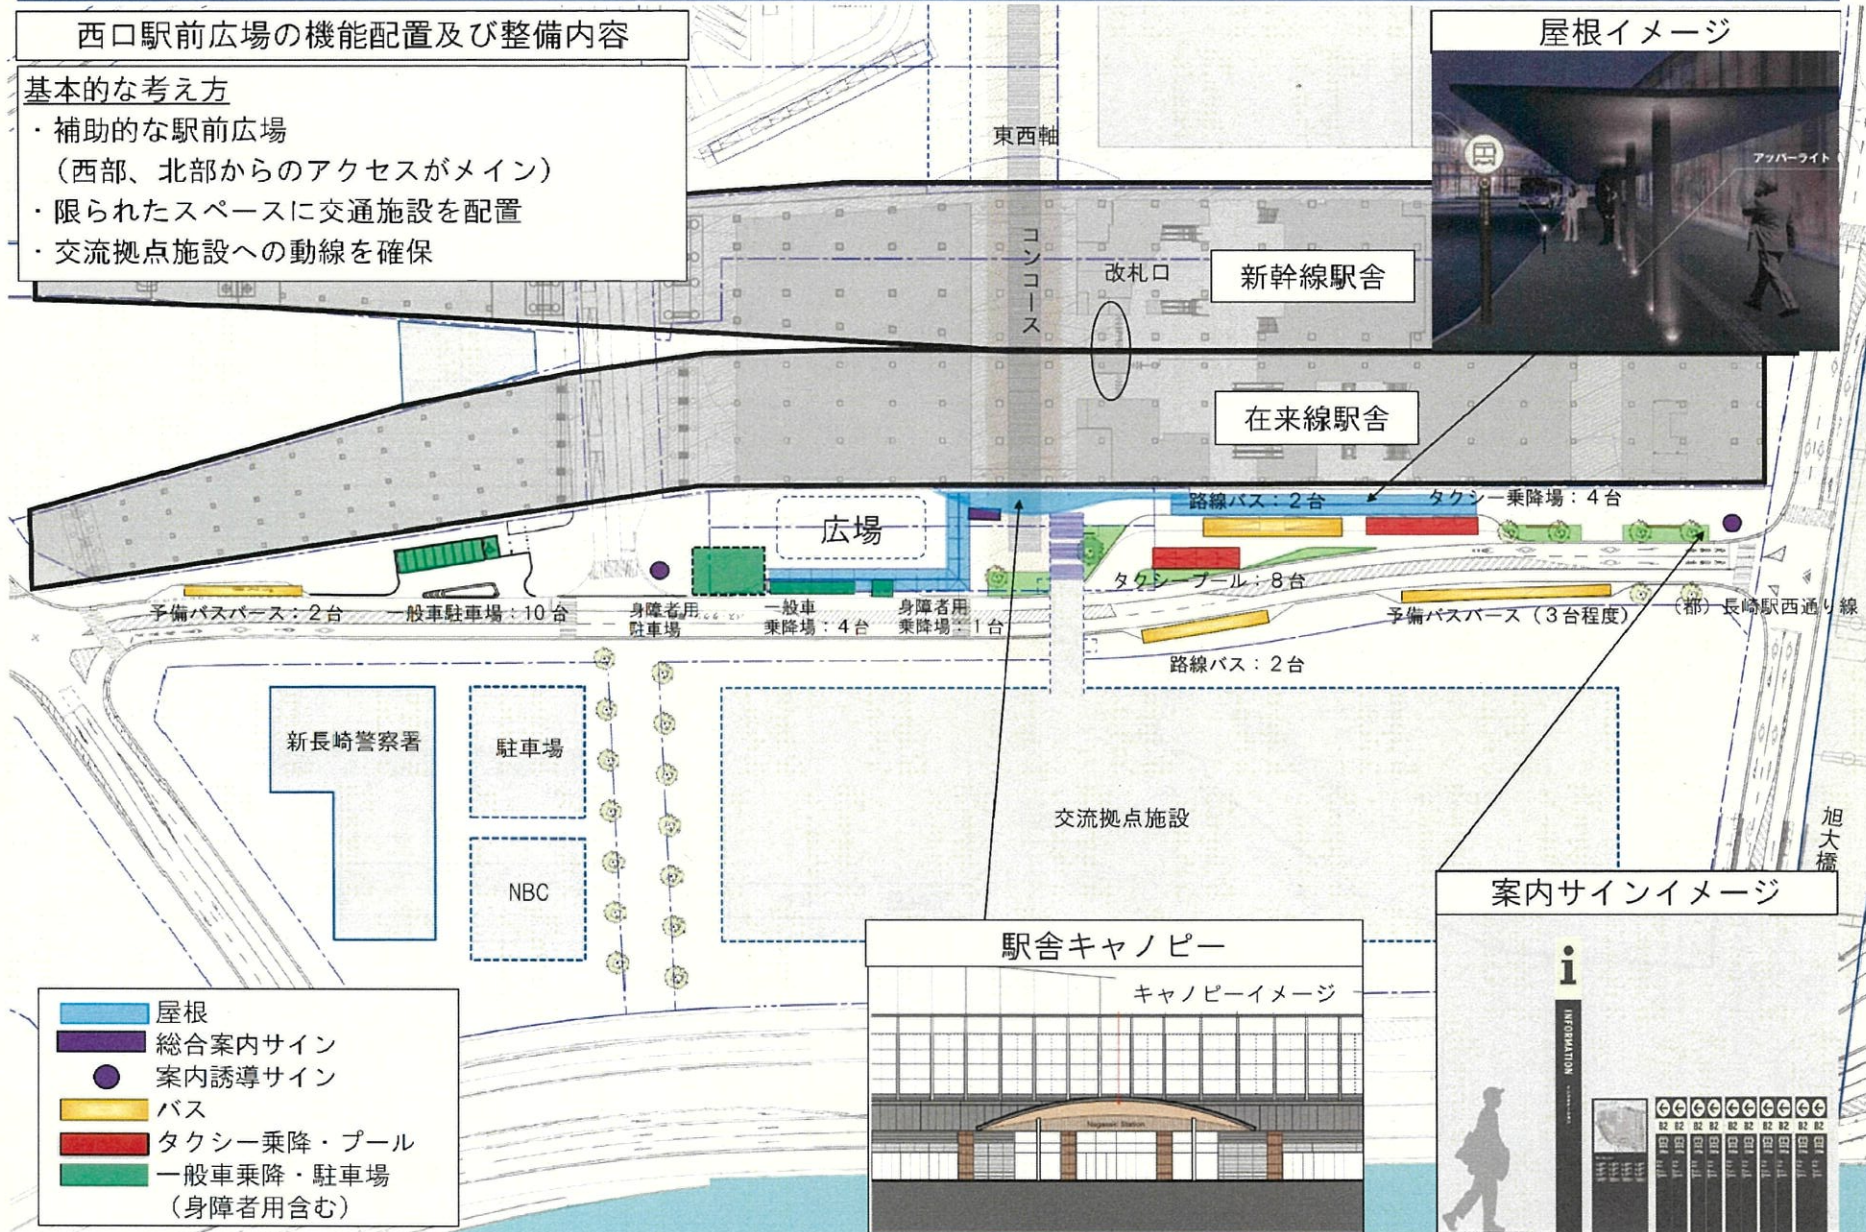 西口駅前広場の機能配置及び整備内容
基本的な考え方
・補助的な駅前広場
（西部、北部からのアクセスがメイン）
・限られたスペースに交通施設を配置
・交流拠点施設への動線を確保
屋根イメージ
アッパーライト
東西軸
コンコース
改札口
新幹線駅舎
在来線駅舎
広場
路線バス：2台
タクシー乗降場：4台
タクシープール：8台
予備バスバース：2台
一般車駐車場：10台
身障者用
駐車場
一般車
乗降場：4台
身障者用
乗降場：1台
予備バスバース（3台程度）
（都）長崎駅西通り線
路線バス：2台
新長崎警察署
駐車場
NBC
交流拠点施設
旭大橋
駅舎キャノピー
キャノピーイメージ
Nagasaki Station
案内サインイメージ
i
INFORMATION
B2 B2 B2 B2 B2 B2 B2 B2 B2 B2
屋根
総合案内サイン
案内誘導サイン
バス
タクシー乗降・プール
一般車乗降・駐車場
（身障者用含む）